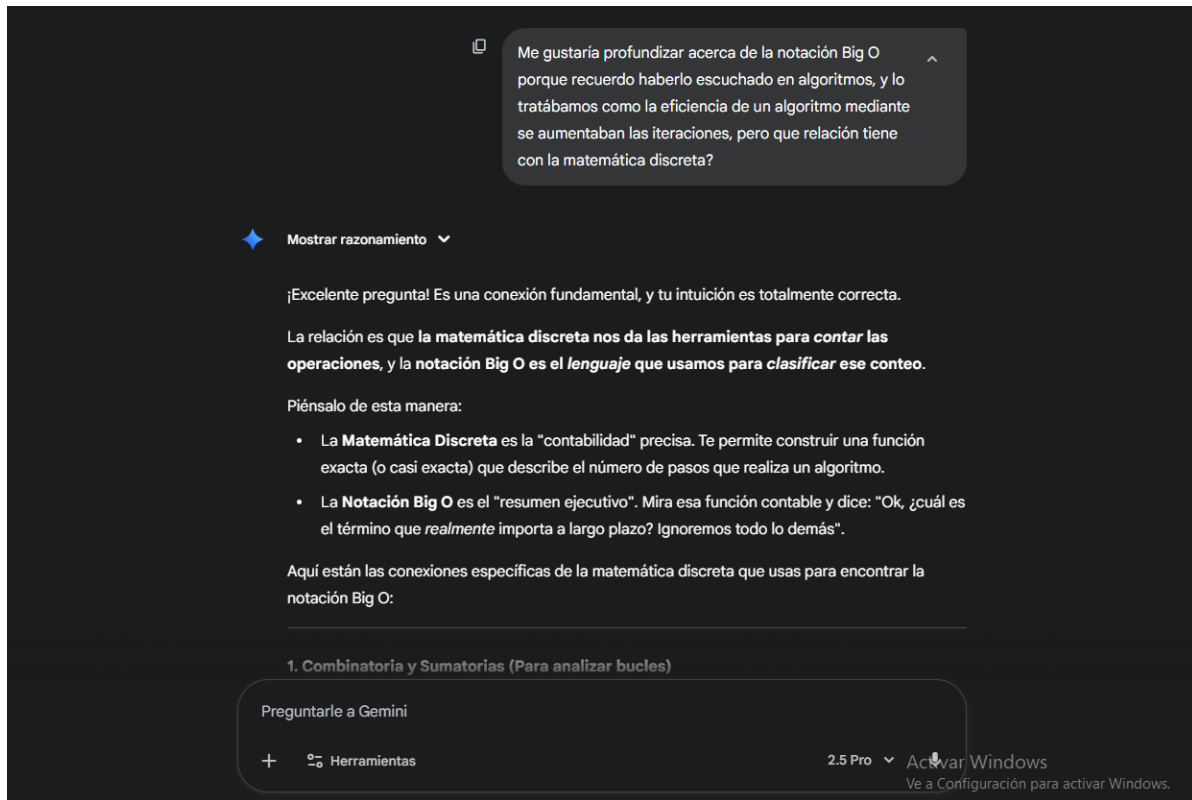 Me gustaría profundizar acerca de la notación Big O
porque recuerdo haberlo escuchado en algoritmos, y lo
tratábamos como la eficiencia de un algoritmo mediante
se aumentaban las iteraciones, pero que relación tiene
con la matemática discreta?
Mostrar razonamiento
¡Excelente pregunta! Es una conexión fundamental, y tu intuición es totalmente correcta.
La relación es que la matemática discreta nos da las herramientas para contar las
operaciones, y la notación Big O es el lenguaje que usamos para clasificar ese conteo.
Piénsalo de esta manera:
• La Matemática Discreta es la "contabilidad" precisa. Te permite construir una función
exacta (o casi exacta) que describe el número de pasos que realiza un algoritmo.
• La Notación Big O es el "resumen ejecutivo". Mira esa función contable y dice: "Ok, ¿cuál es
el término que realmente importa a largo plazo? Ignoremos todo lo demás".
Aquí están las conexiones específicas de la matemática discreta que usas para encontrar la
notación Big O:
1. Combinatoria y Sumatorias (Para analizar bucles)
Preguntarle a Gemini
Herramientas
2.5 Pro
Activar Windows
Ve a Configuración para activar Windows.